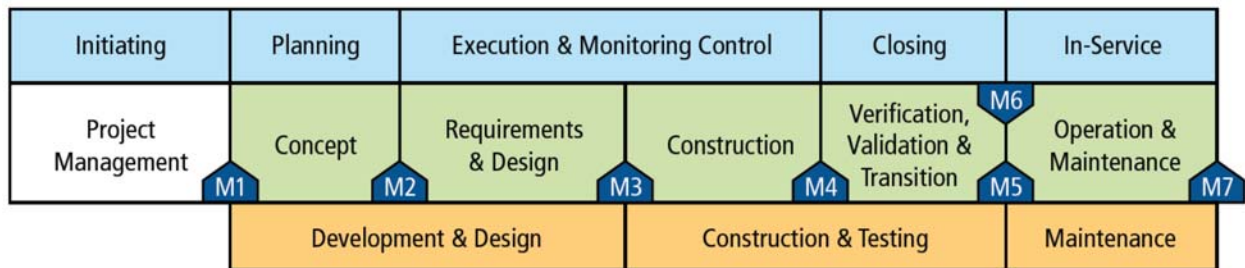 Initiating
Planning
Execution & Monitoring Control
Closing
In-Service
Project
Management
Concept
Requirements
& Design
Construction
Verification,
Validation &
Transition
Operation &
Maintenance
M6
M1
M2
M3
M4
M5
M7
Development & Design
Construction & Testing
Maintenance